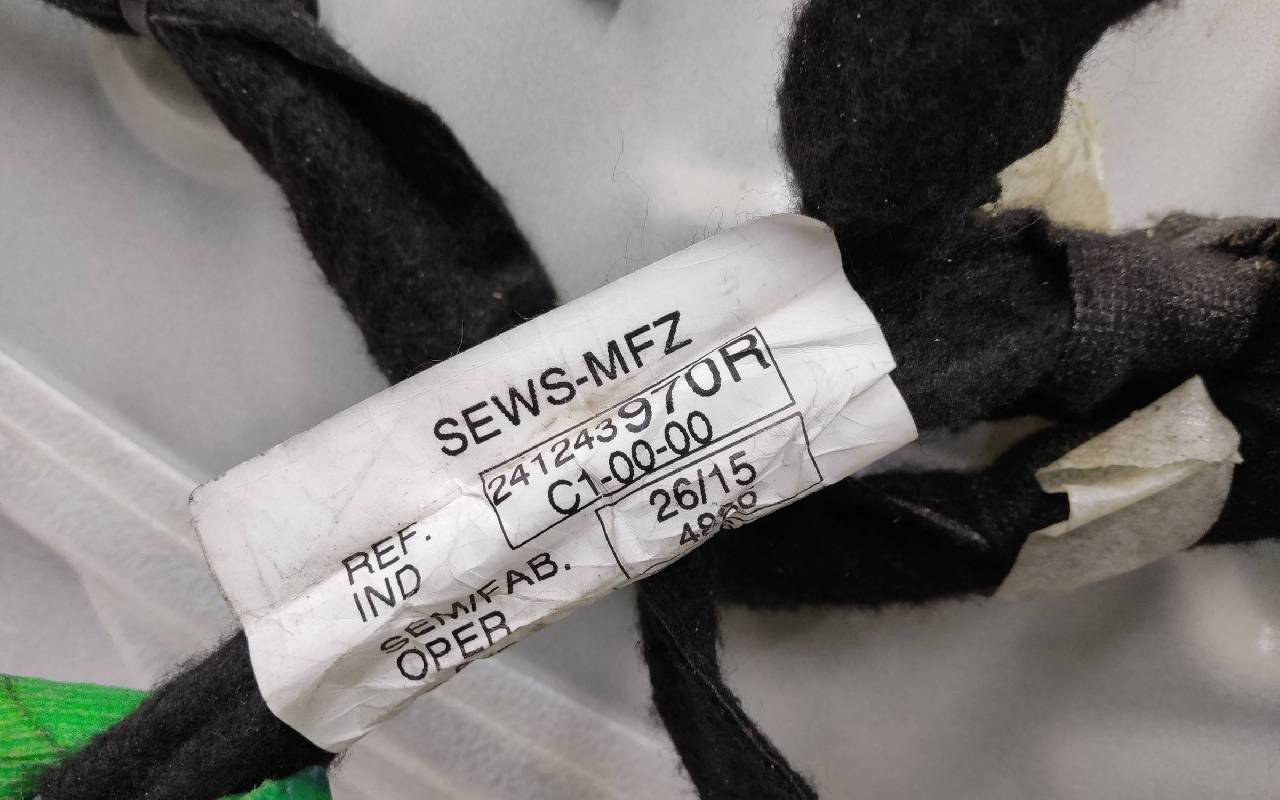 SEWS-MFZ
REF. 241243970R
IND C1-00-00
SEM/FAB. 26/15
OPER